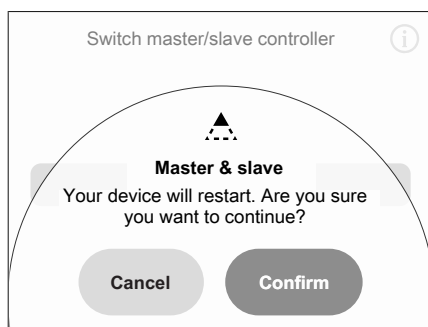 Switch master/slave controller
Master & slave
Your device will restart. Are you sure
you want to continue?
Cancel
Confirm